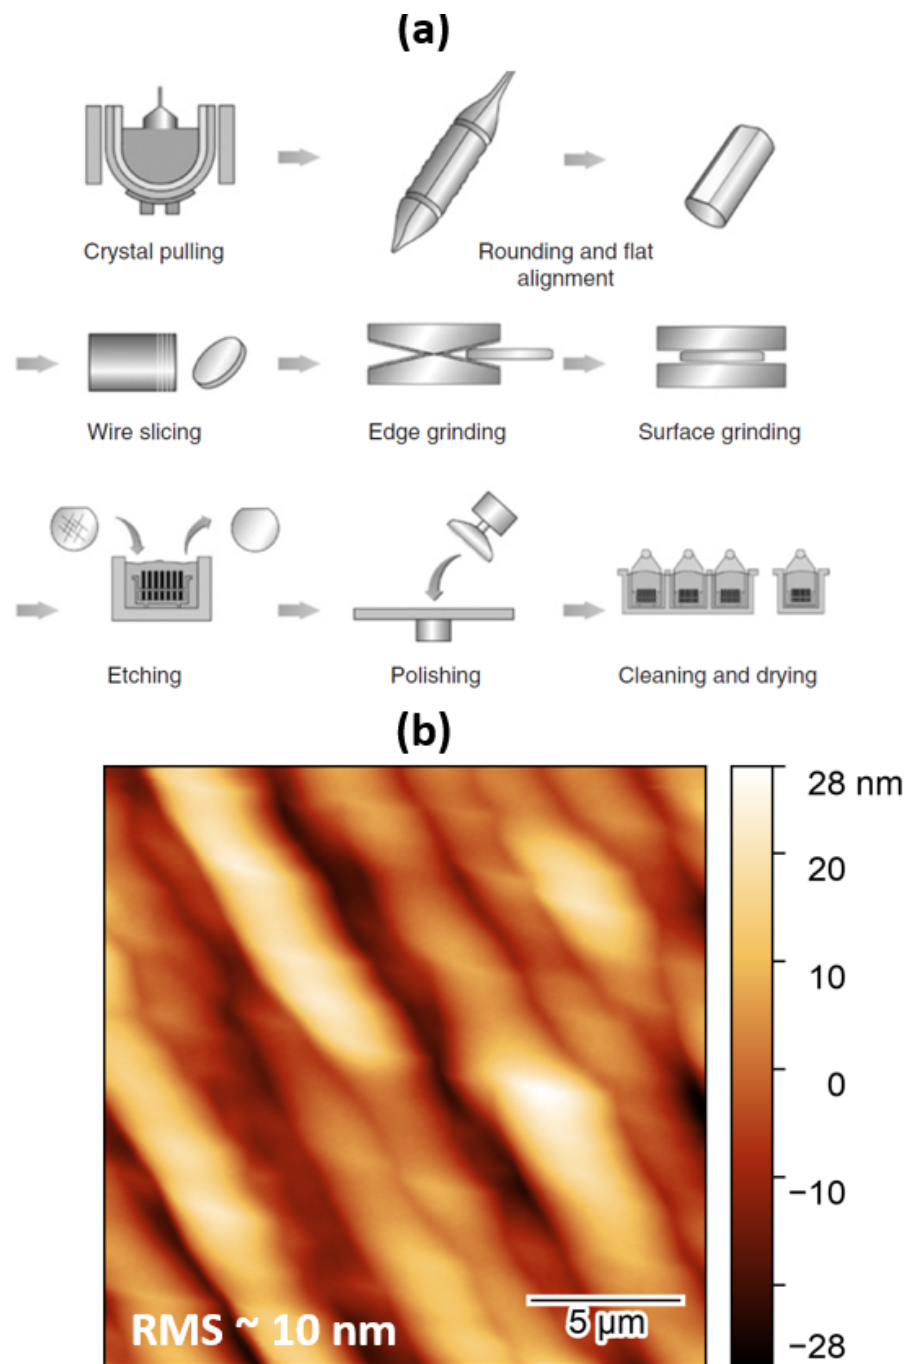 (a)
Crystal pulling
Rounding and flat
alignment
Wire slicing
Edge grinding
Surface grinding
Etching
Polishing
Cleaning and drying
(b)
28 nm
20
10
0
−10
−28
5 µm
RMS ~ 10 nm